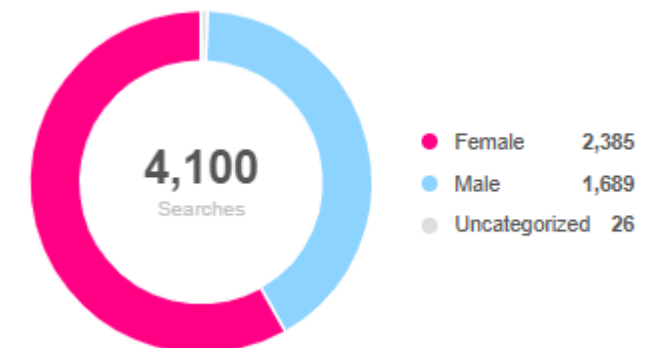 4,100
Searches
Female 2,385
Male 1,689
Uncategorized 26